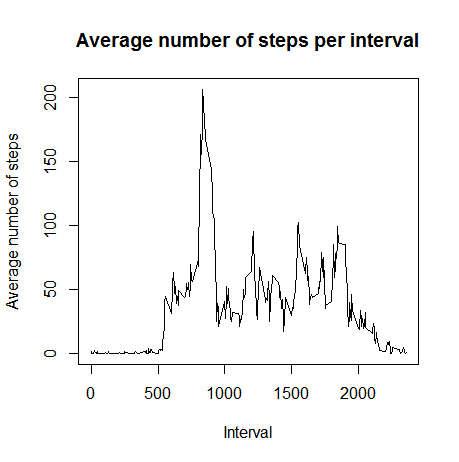 Average number of steps per interval
Average number of steps
200
150
100
50
0
0 500 1000 1500 2000
Interval